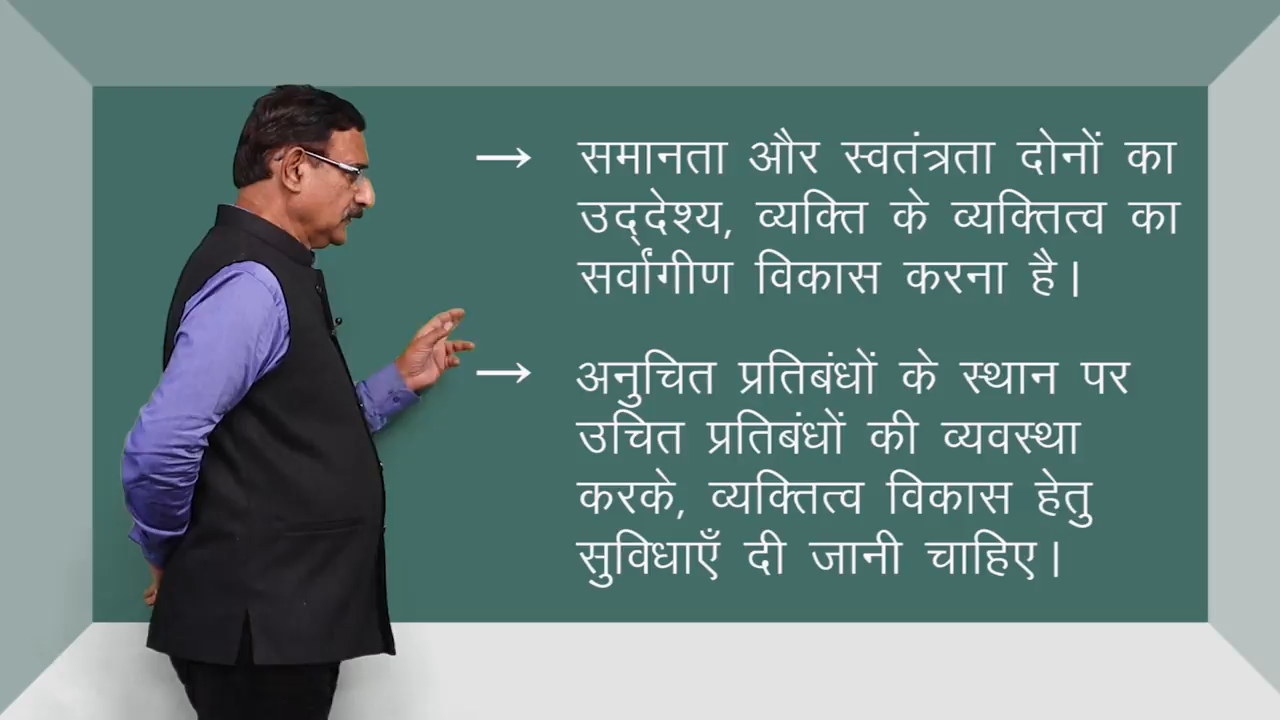 → समानता और स्वतंत्रता दोनों का
उद्देश्य, व्यक्ति के व्यक्तित्व का
सर्वांगीण विकास करना है।
→ अनुचित प्रतिबंधों के स्थान पर
उचित प्रतिबंधों की व्यवस्था
करके, व्यक्तित्व विकास हेतु
सुविधाएँ दी जानी चाहिए।